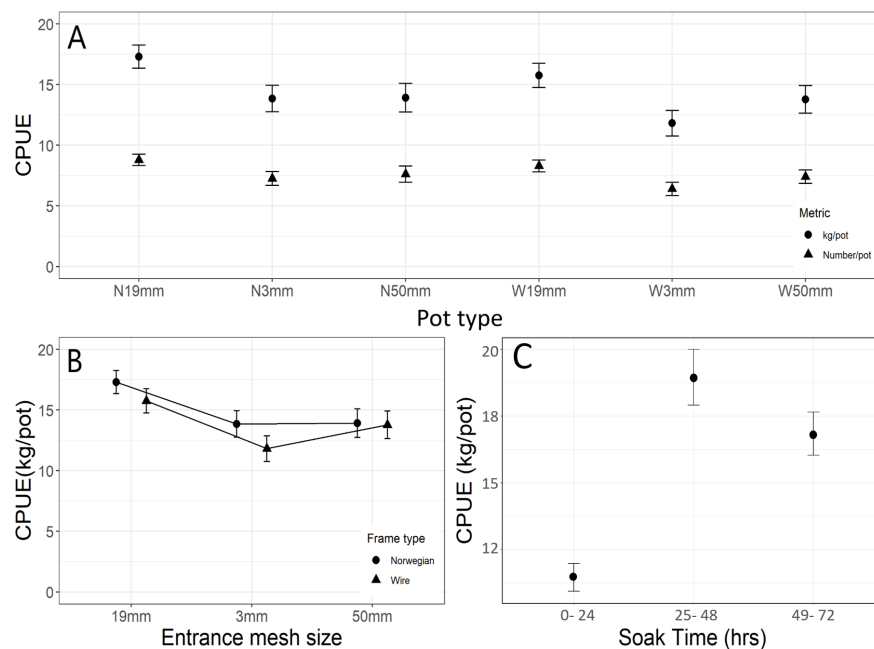 A
20
15
10
5
0
CPUE
Metric
kg/pot
Number/pot
N19mm N3mm N50mm W19mm W3mm W50mm
Pot type
B
20
15
10
5
0
CPUE(kg/pot)
Frame type
Norwegian
Wire
19mm 3mm 50mm
Entrance mesh size
C
20
18
15
12
CPUE (kg/pot)
0- 24 25- 48 49- 72
Soak Time (hrs)